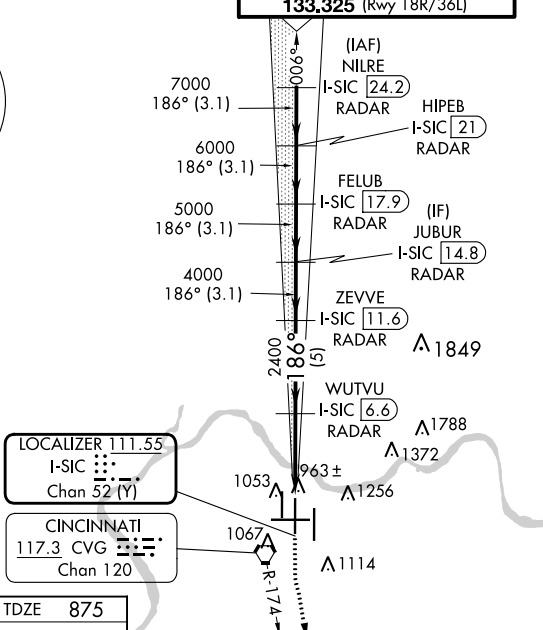 133.325 (Rwy 18R/36L)
006°
(IAF)
NILRE
I-SIC 24.2
RADAR
7000
186° (3.1)
HIPEB
I-SIC 21
RADAR
6000
186° (3.1)
FELUB
I-SIC 17.9
RADAR
5000
186° (3.1)
(IF)
JUBUR
I-SIC 14.8
RADAR
4000
186° (3.1)
ZEVVE
I-SIC 11.6
RADAR
2400
186°
(5)
1849
WUTVU
I-SIC 6.6
RADAR
1788
1372
LOCALIZER 111.55
I-SIC
Chan 52 (Y)
963±
1053
1256
CINCINNATI
117.3 CVG
Chan 120
1067
1114
R-174
TDZE 875